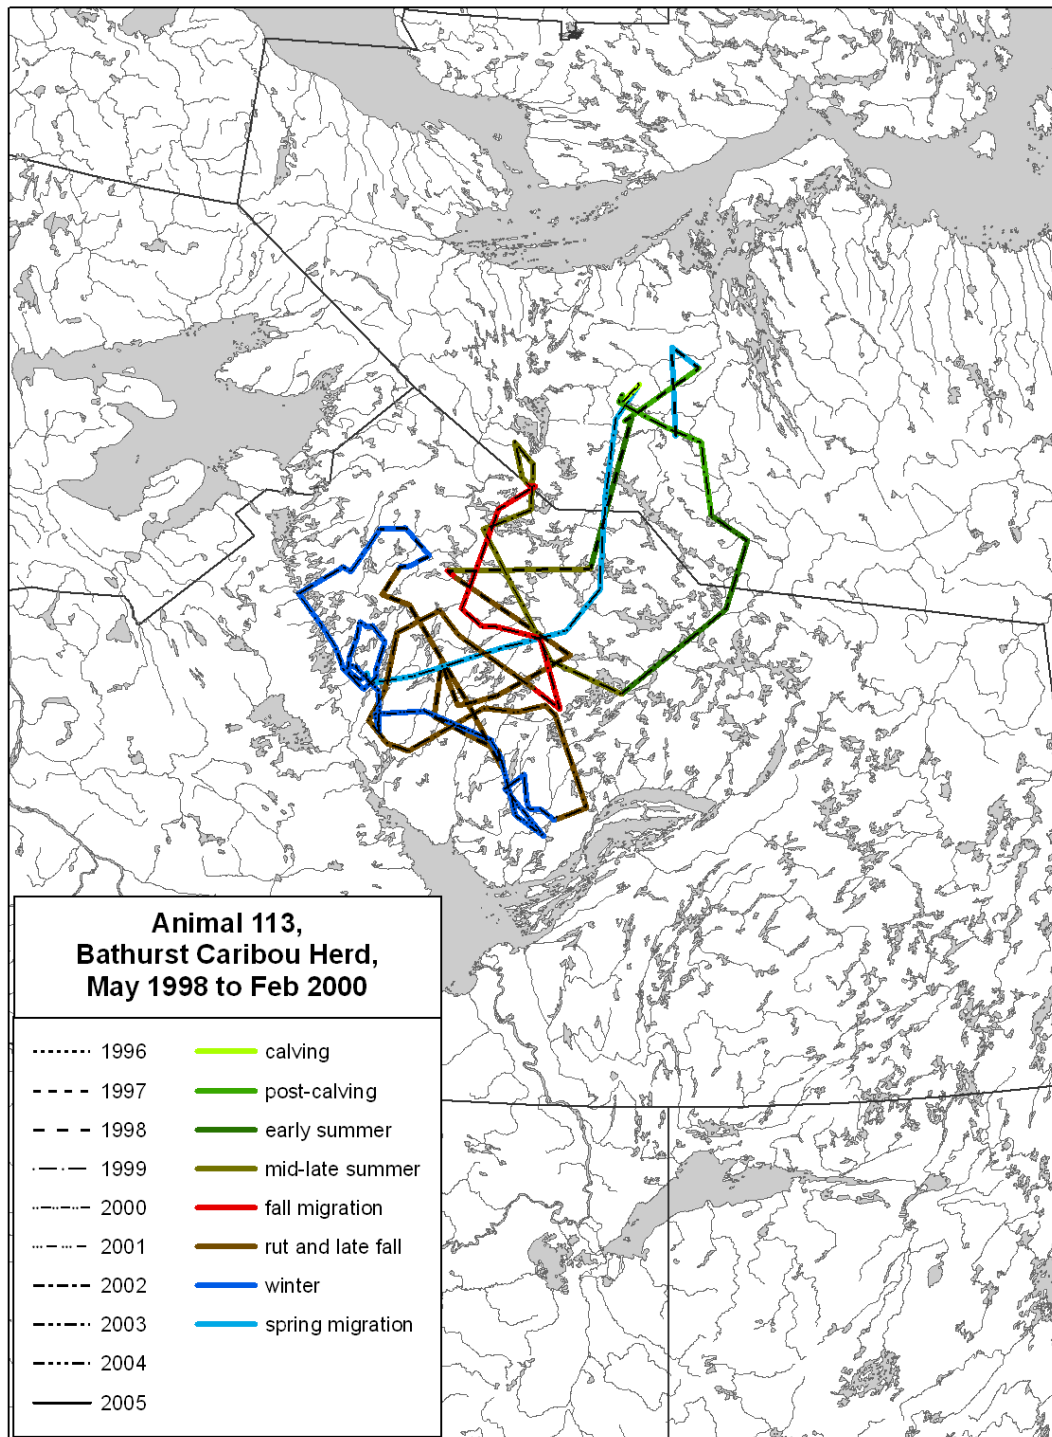 Animal 113,
Bathurst Caribou Herd,
May 1998 to Feb 2000
1996
1997
1998
1999
2000
2001
2002
2003
2004
2005
calving
post-calving
early summer
mid-late summer
fall migration
rut and late fall
winter
spring migration